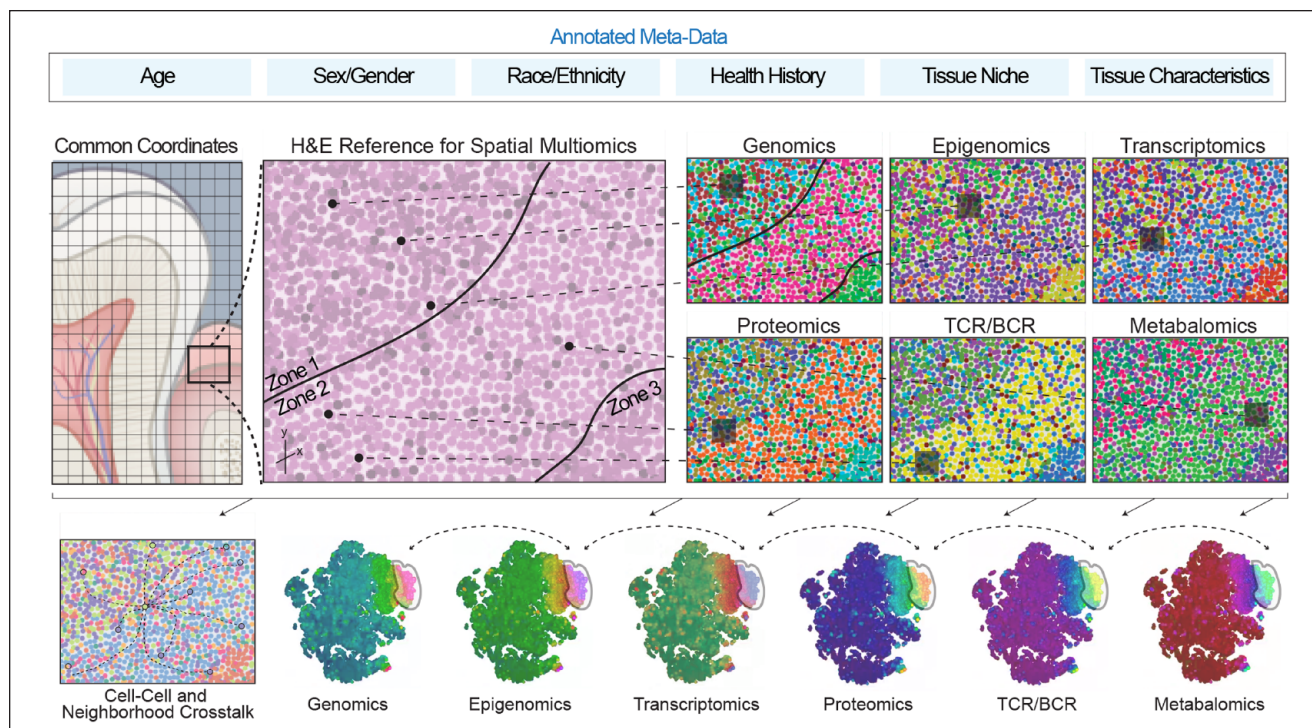 Annotated Meta-Data
Age
Sex/Gender
Race/Ethnicity
Health History
Tissue Niche
Tissue Characteristics
Common Coordinates
H&E Reference for Spatial Multiomics
Genomics
Epigenomics
Transcriptomics
Zone 1
Zone 2
Zone 3
y
x
Proteomics
TCR/BCR
Metabalomics
Cell-Cell and
Neighborhood Crosstalk
Genomics
Epigenomics
Transcriptomics
Proteomics
TCR/BCR
Metabalomics